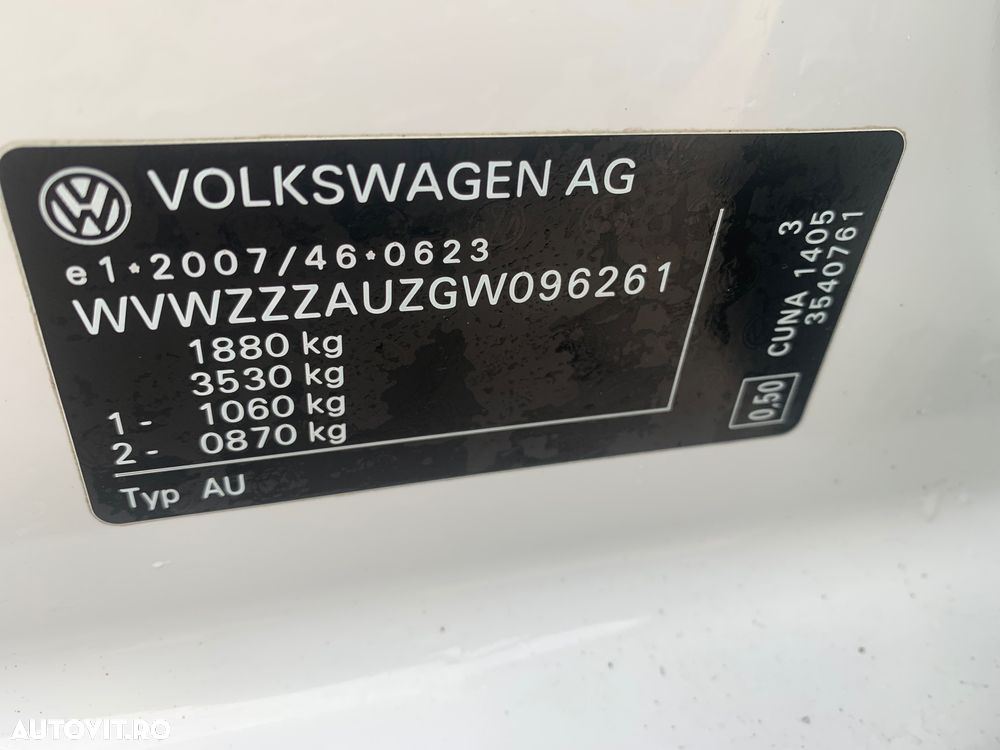 VOLKSWAGEN AG
e1*2007/46*0623
WVWZZZAUZGW096261
1880 kg
3530 kg
1- 1060 kg
2- 0870 kg
Typ AU
3
CUNA 1405
3540761
0,50
AUTOVIT.ro